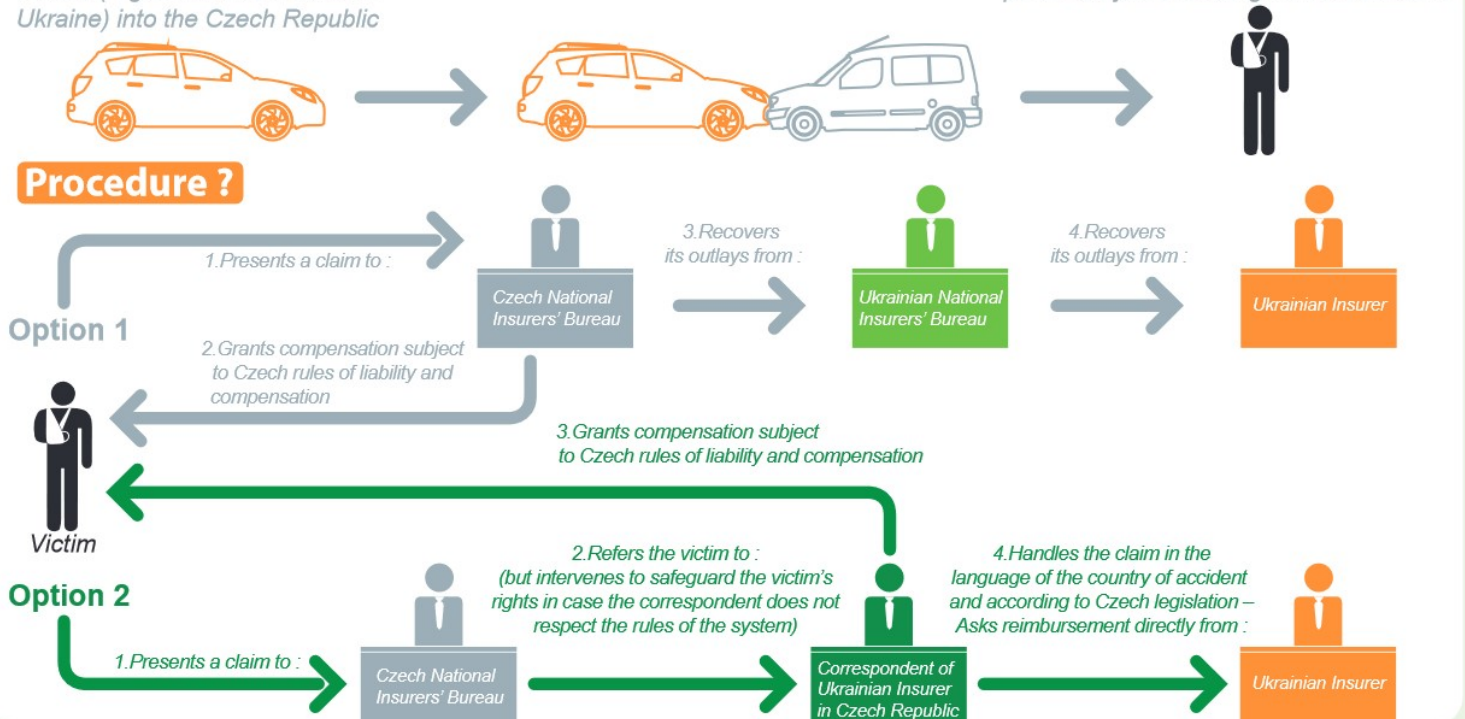 Ukraine) into the Czech Republic
Procedure ?
1.Presents a claim to :
Czech National
Insurers' Bureau
3.Recovers
its outlays from :
Ukrainian National
Insurers' Bureau
4.Recovers
its outlays from :
Ukrainian Insurer
Option 1
2.Grants compensation subject
to Czech rules of liability and
compensation
3.Grants compensation subject
to Czech rules of liability and compensation
Victim
Option 2
1.Presents a claim to :
Czech National
Insurers' Bureau
2.Refers the victim to :
(but intervenes to safeguard the victim's
rights in case the correspondent does not
respect the rules of the system)
Correspondent of
Ukrainian Insurer
in Czech Republic
4.Handles the claim in the
language of the country of accident
and according to Czech legislation –
Asks reimbursement directly from :
Ukrainian Insurer